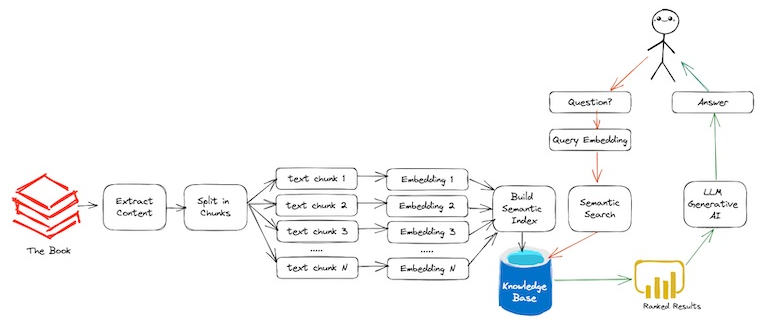 The Book
Extract
Content
Split in
Chunks
text chunk 1
text chunk 2
text chunk 3
.....
text chunk N
Embedding 1
Embedding 2
Embedding 3
.....
Embedding N
Build
Semantic
Index
Knowledge
Base
Question?
Query Embedding
Semantic
Search
Ranked Results
LLM
Generative
AI
Answer